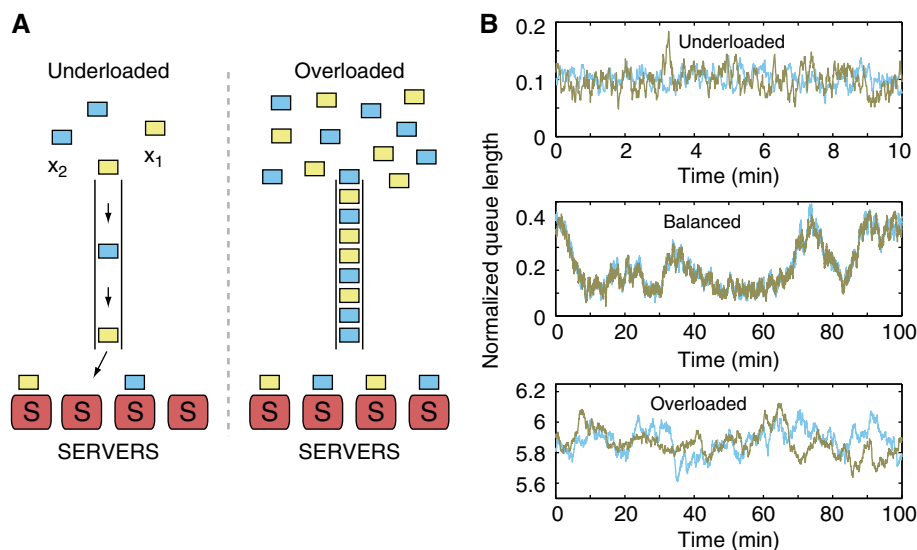 A
Underloaded
Overloaded
x2
x1
S S S S
S S S S
SERVERS
SERVERS
B
Normalized queue length
0.2
0.1
0
Underloaded
0 2 4 6 8 10
Time (min)
0.4
0.2
0
Balanced
0 20 40 60 80 100
Time (min)
6.2
6
5.8
5.6
Overloaded
0 20 40 60 80 100
Time (min)